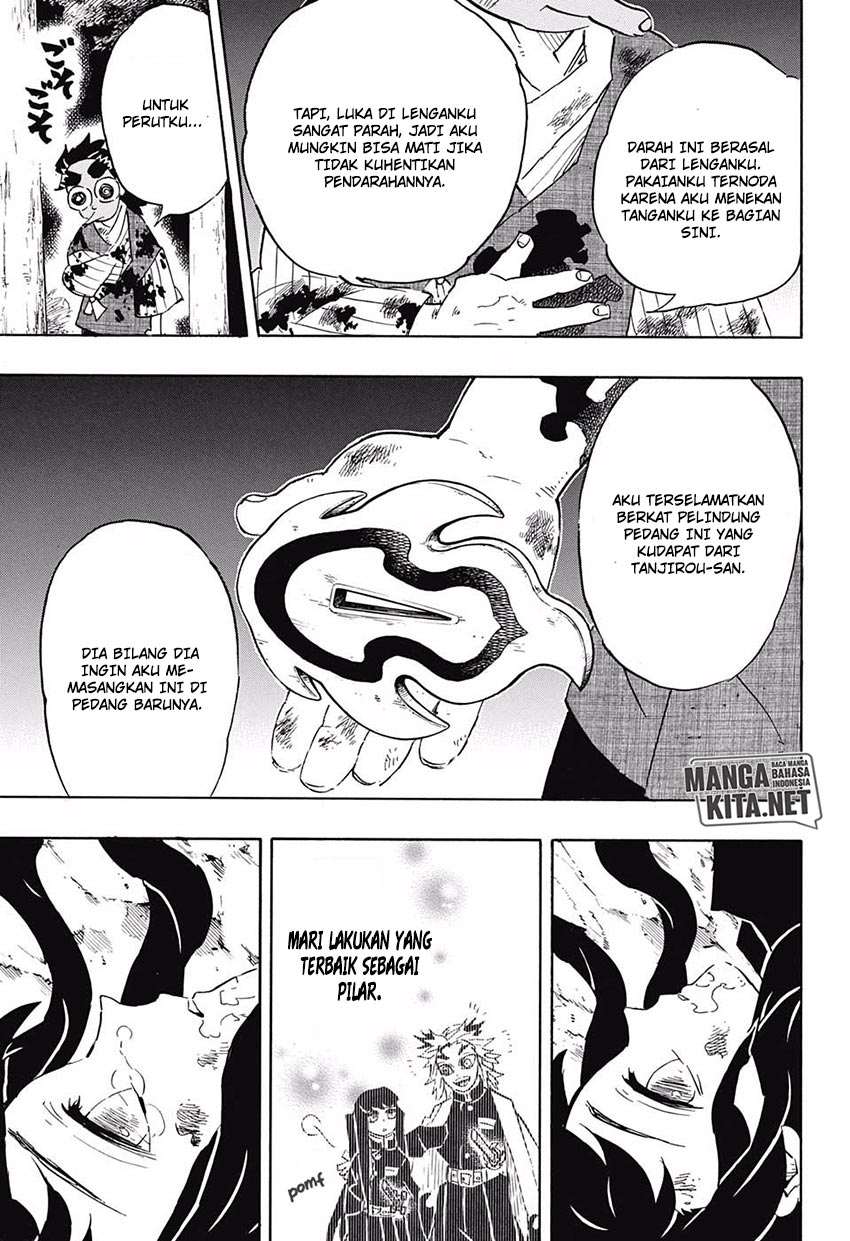 DARAH INI BERASAL
DARI LENGANKU.
PAKAIANKU TERNODA
KARENA AKU MENEKAN
TANGANKU KE BAGIAN
SINI.
TAPI, LUKA DI LENGANKU
SANGAT PARAH, JADI AKU
MUNGKIN BISA MATI JIKA
TIDAK KUHENTIKAN
PENDARAHANNYA.
UNTUK
PERUTKU...
ごそ
ごそ
AKU TERSELAMATKAN
BERKAT PELINDUNG
PEDANG INI YANG
KUDAPAT DARI
TANJIROU-SAN.
DIA BILANG DIA
INGIN AKU ME-
MASANGKAN INI DI
PEDANG BARUNYA.
MANGA
KITA.NET
BACA MANGA
BAHASA
INDONESIA
MARI LAKUKAN YANG
TERBAIK SEBAGAI
PILAR.
pomf